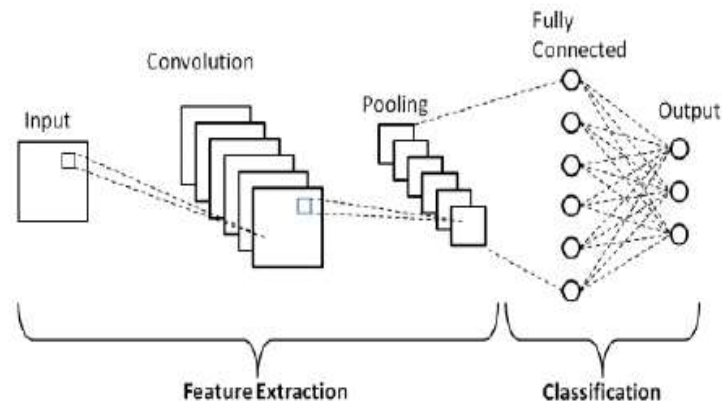 Fully
Connected
Convolution
Pooling
Output
Input
Feature Extraction
Classification